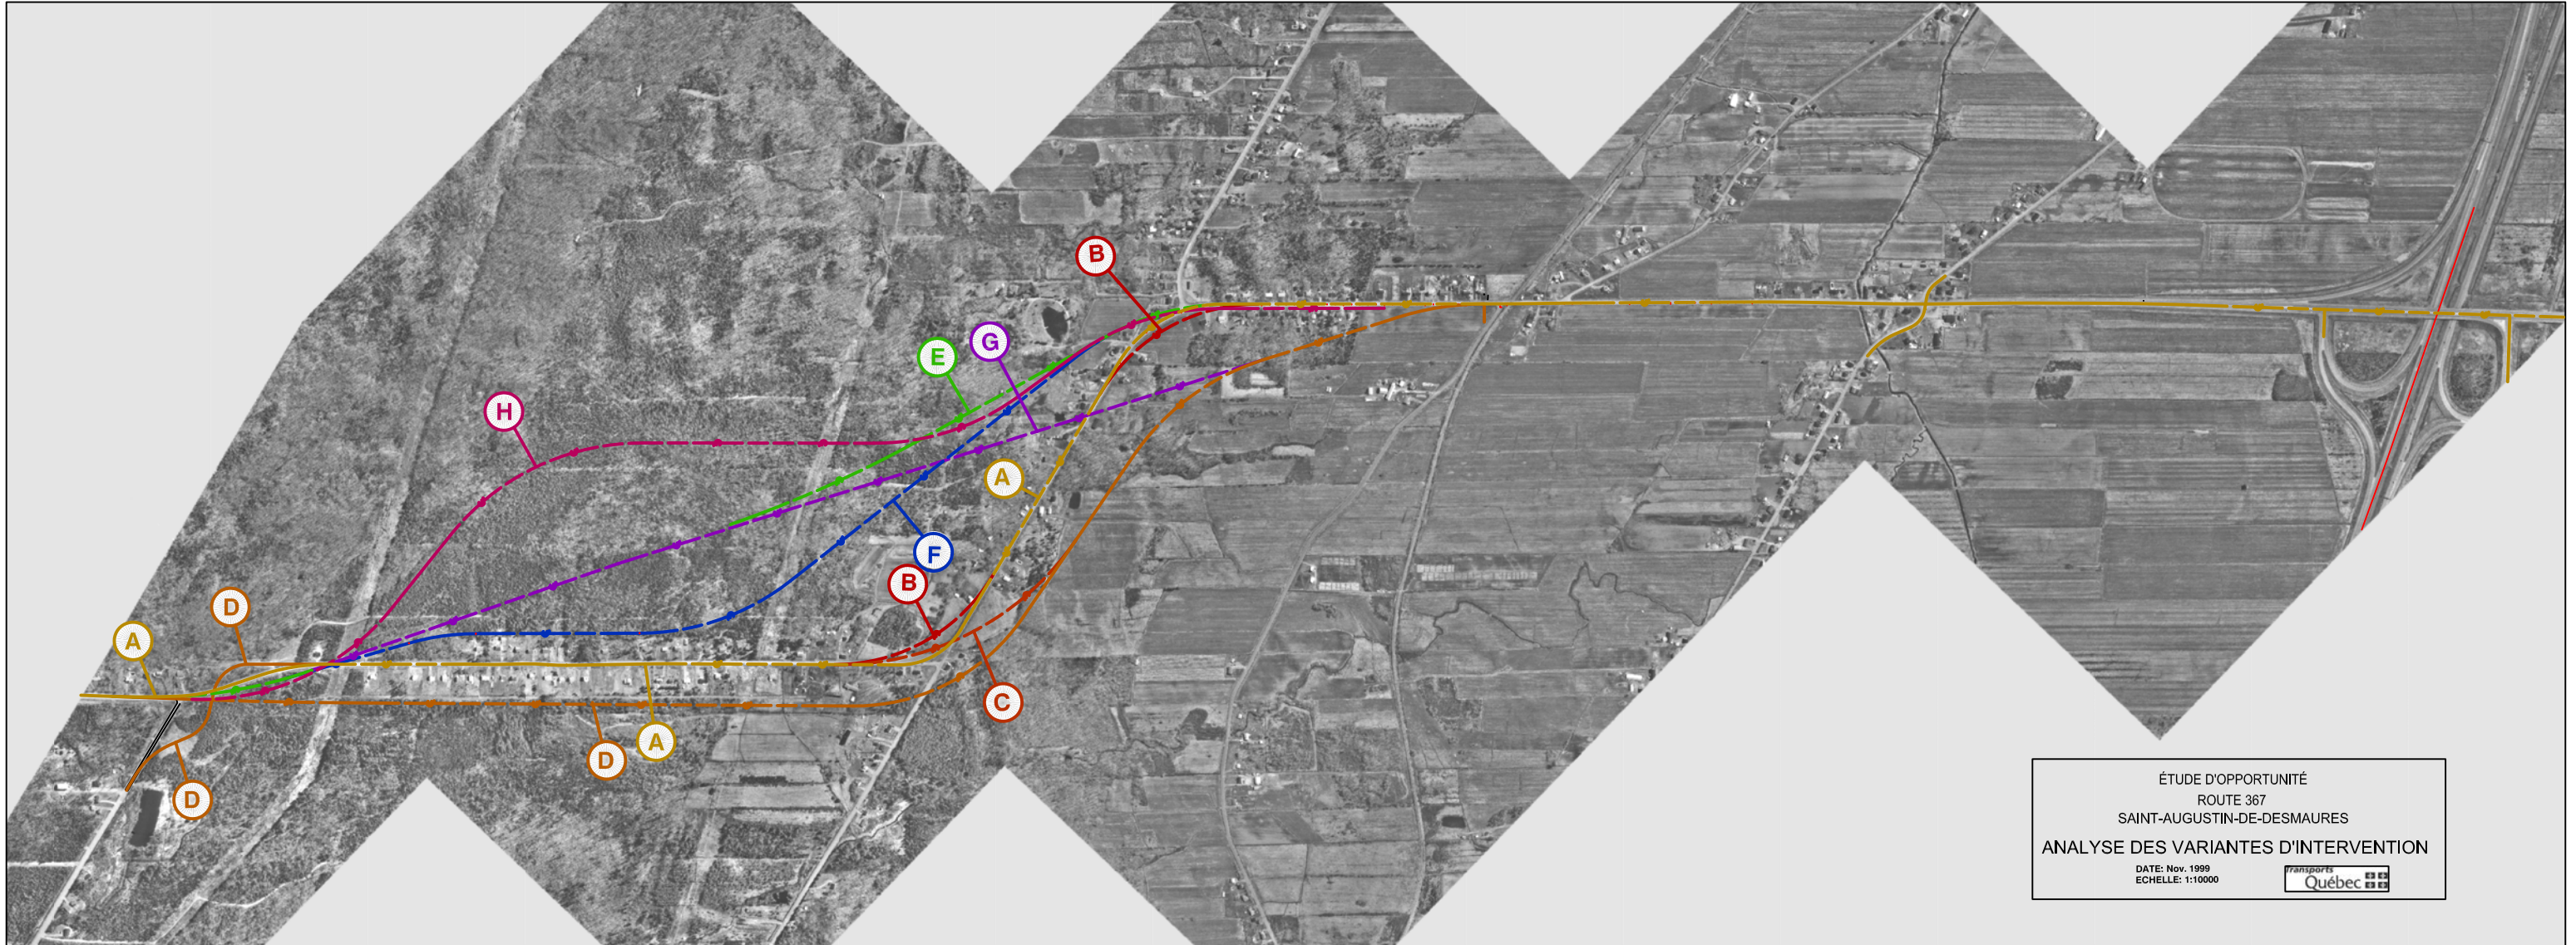 B
G
E
H
A
F
B
D
A
C
A
D
D
ÉTUDE D'OPPORTUNITÉ
ROUTE 367
SAINT-AUGUSTIN-DE-DESMAURES
ANALYSE DES VARIANTES D'INTERVENTION
DATE: Nov. 1999
ECHELLE: 1:10000
Transports
Québec